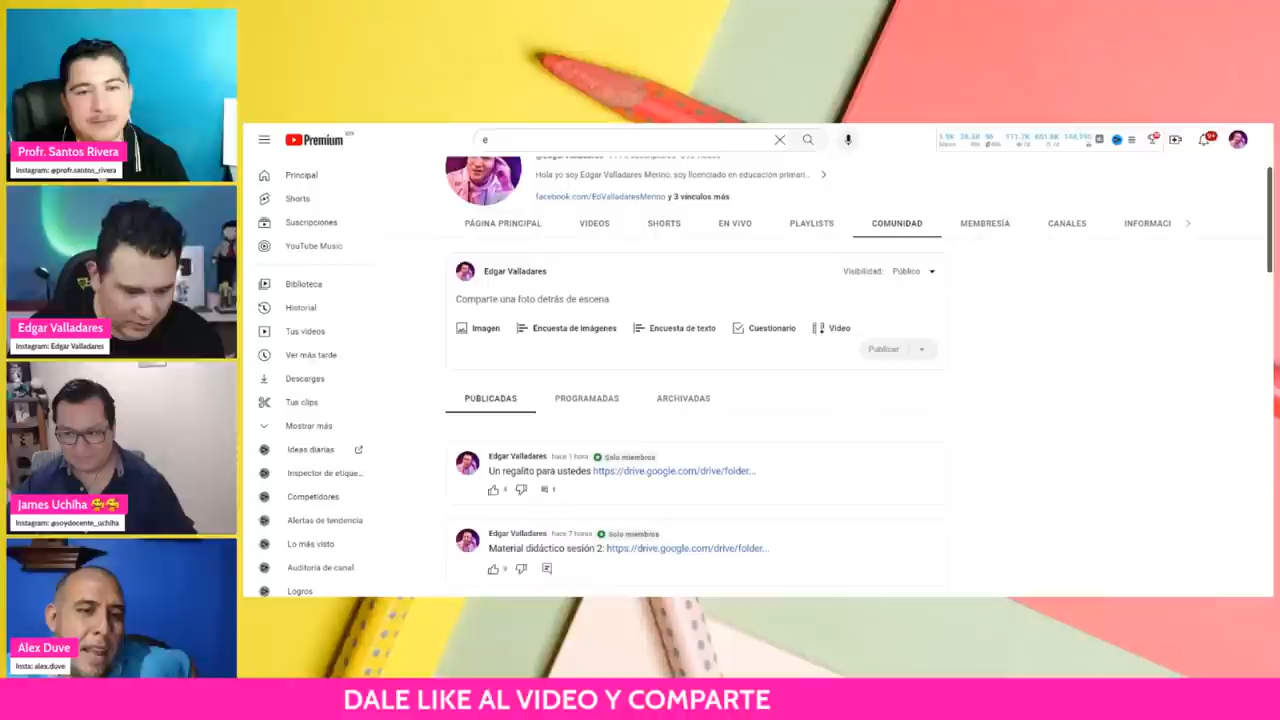 Profr. Santos Rivera
Instagram: @profr.santos_rivera
Edgar Valladares
Instagram: Edgar Valladares
James Uchiha 🥰🥰
Instagram: @soydocente_uchiha
Alex Duve
Insta: alex.duve
Premium
e
9+
Principal
Shorts
Suscripciones
YouTube Music
Biblioteca
Historial
Tus videos
Ver más tarde
Descargas
Tus clips
Mostrar más
Ideas diarias
Inspector de etique...
Competidores
Alertas de tendencia
Lo más visto
Auditoría de canal
Logros
Hola yo soy Edgar Valladares Merino, soy licenciado en educación primari...
facebook.com/EdValladaresMerino y 3 vínculos más
PÁGINA PRINCIPAL VIDEOS SHORTS EN VIVO PLAYLISTS COMUNIDAD MEMBRESÍA CANALES INFORMACI
Edgar Valladares
Visibilidad: Público
Comparte una foto detrás de escena
Imagen Encuesta de imágenes Encuesta de texto Cuestionario Video
Publicar
PUBLICADAS PROGRAMADAS ARCHIVADAS
Edgar Valladares hace 1 hora Solo miembros
Un regalito para ustedes https://drive.google.com/drive/folder...
Edgar Valladares hace 7 horas Solo miembros
Material didáctico sesión 2: https://drive.google.com/drive/folder...
DALE LIKE AL VIDEO Y COMPARTE